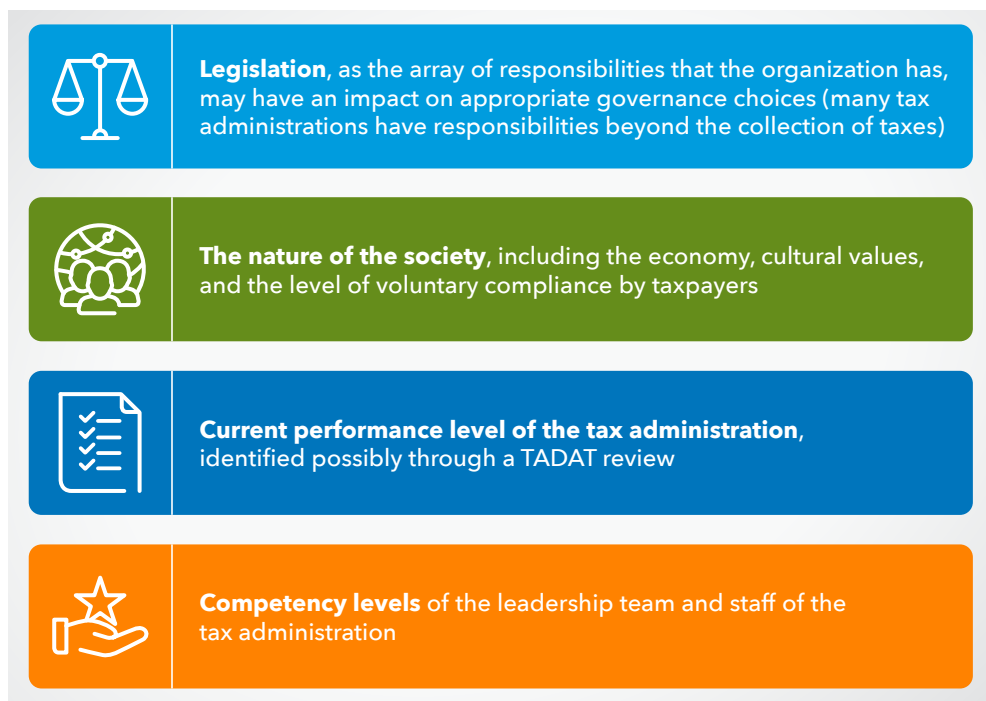 Legislation, as the array of responsibilities that the organization has,
may have an impact on appropriate governance choices (many tax
administrations have responsibilities beyond the collection of taxes)
The nature of the society, including the economy, cultural values,
and the level of voluntary compliance by taxpayers
Current performance level of the tax administration,
identified possibly through a TADAT review
Competency levels of the leadership team and staff of the
tax administration